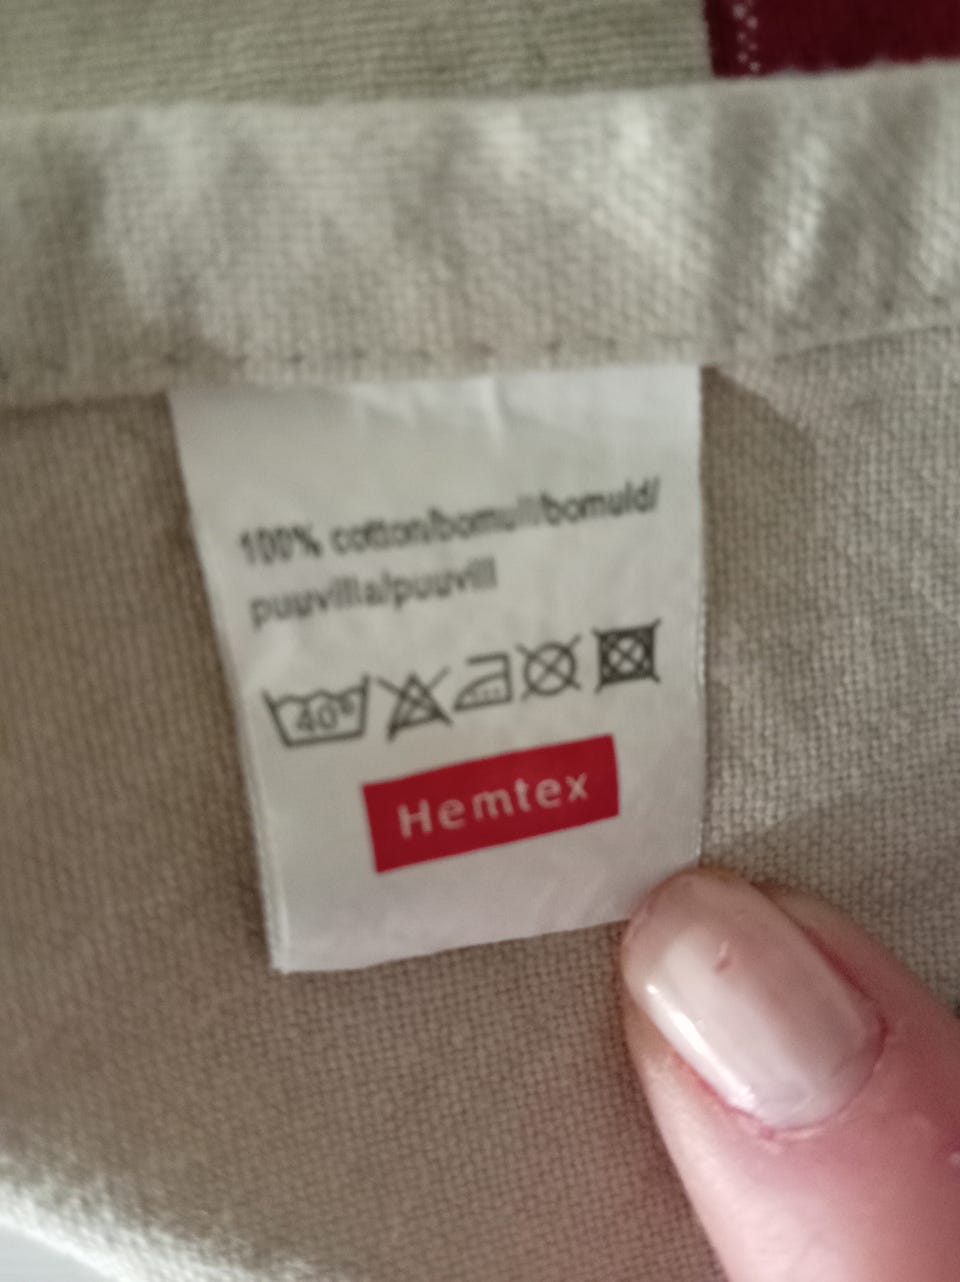 100% cotton/bomull/bomuld/
puuvilla/puuvill
40°
Hemtex